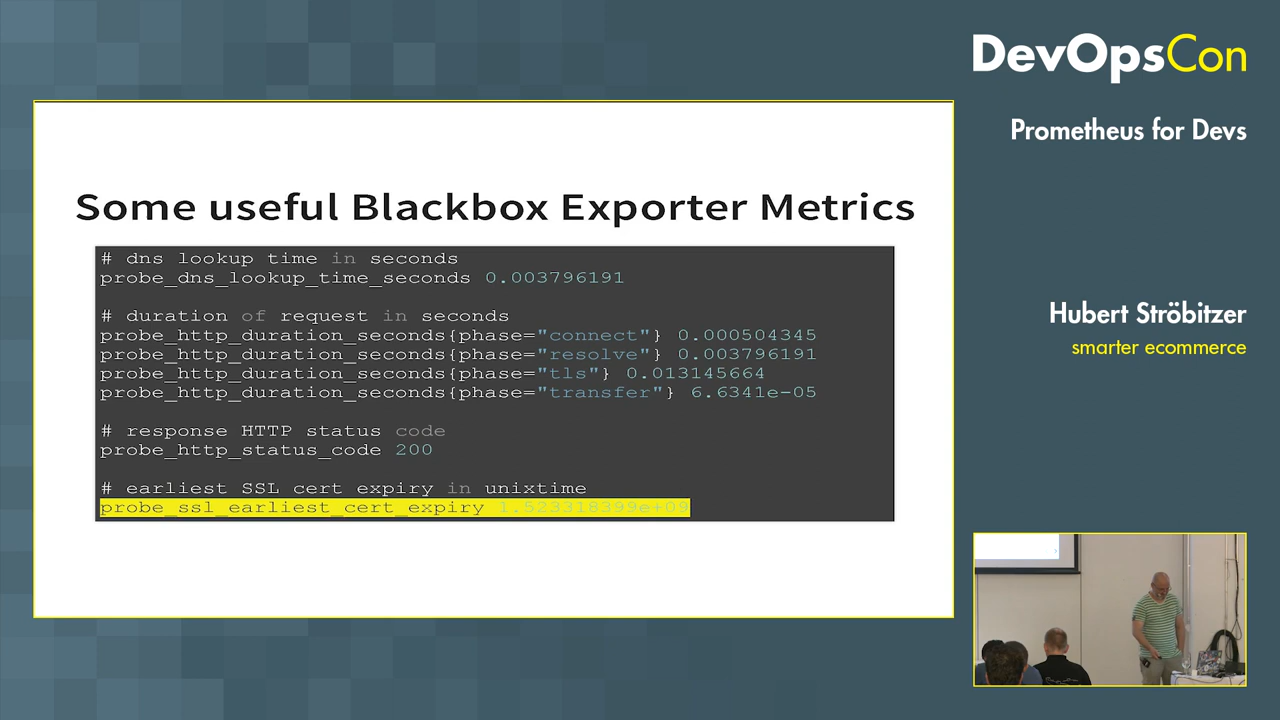 DevOpsCon
Prometheus for Devs
Some useful Blackbox Exporter Metrics
# dns lookup time in seconds
probe_dns_lookup_time_seconds 0.003796191
# duration of request in seconds
probe_http_duration_seconds{phase="connect"} 0.000504345
probe_http_duration_seconds{phase="resolve"} 0.003796191
probe_http_duration_seconds{phase="tls"} 0.013145664
probe_http_duration_seconds{phase="transfer"} 6.6341e-05
# response HTTP status code
probe_http_status_code 200
# earliest SSL cert expiry in unixtime
probe_ssl_earliest_cert_expiry 1.523318399e+09
Hubert Ströbitzer
smarter ecommerce